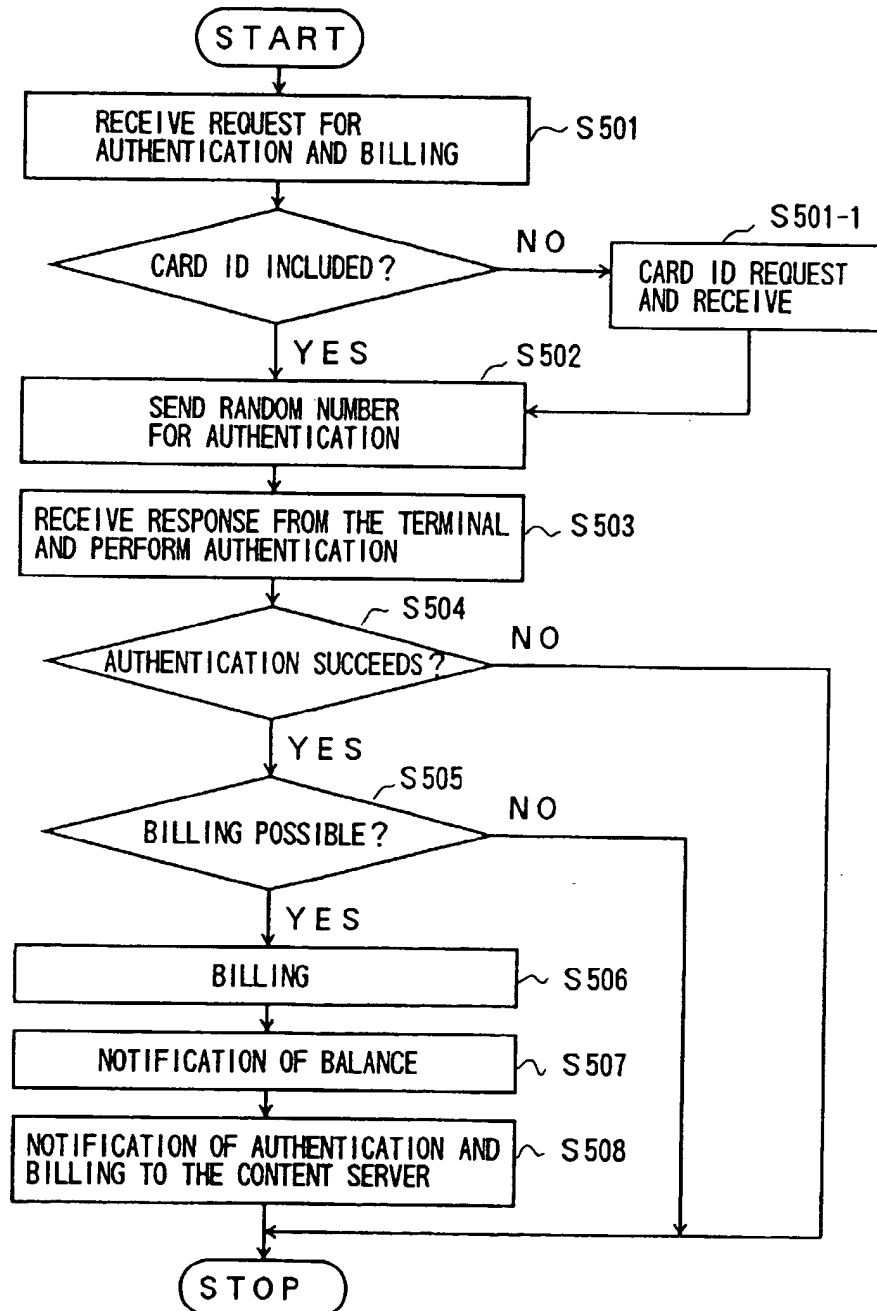 START
RECEIVE REQUEST FOR
AUTHENTICATION AND BILLING
S501
CARD ID INCLUDED?
NO
S501-1
CARD ID REQUEST
AND RECEIVE
YES
S502
SEND RANDOM NUMBER
FOR AUTHENTICATION
RECEIVE RESPONSE FROM THE TERMINAL
AND PERFORM AUTHENTICATION
S503
S504
AUTHENTICATION SUCCEEDS?
NO
YES
S505
BILLING POSSIBLE?
NO
YES
BILLING
S506
NOTIFICATION OF BALANCE
S507
NOTIFICATION OF AUTHENTICATION AND
BILLING TO THE CONTENT SERVER
S508
STOP